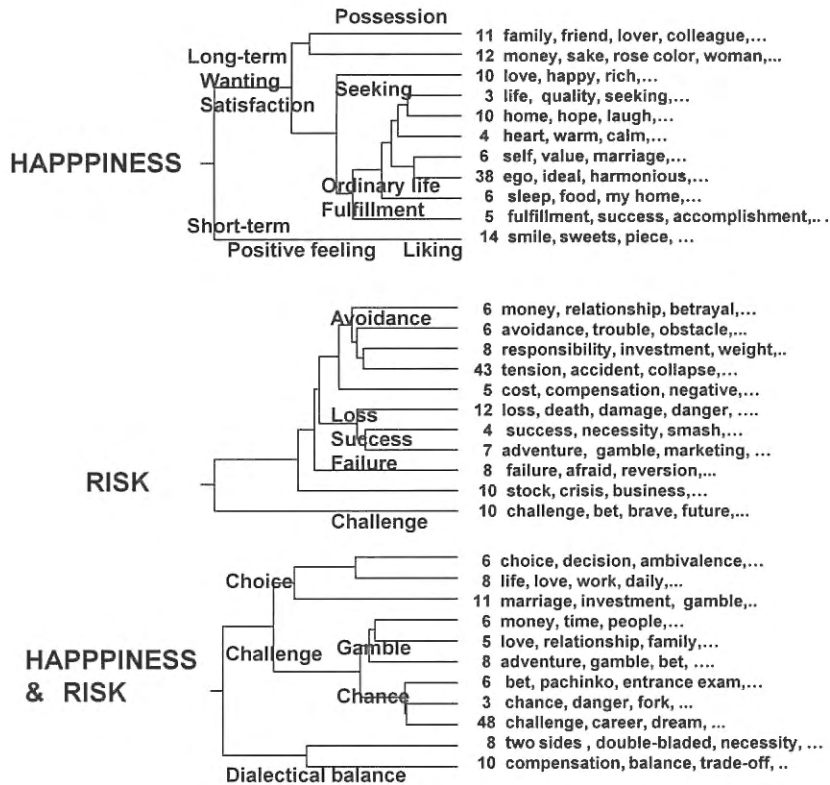 Possession
11 family, friend, lover, colleague,...
Long-term
12 money, sake, rose color, woman,...
Wanting
10 love, happy, rich,...
Satisfaction
Seeking
3 life, quality, seeking,...
10 home, hope, laugh,...
4 heart, warm, calm,...
HAPPPINESS
6 self, value, marriage,...
38 ego, ideal, harmonious,...
Ordinary life
6 sleep, food, my home,...
Fulfillment
5 fulfillment, success, accomplishment,.. .
Short-term
14 smile, sweets, piece, ...
Positive feeling Liking
6 money, relationship, betrayal,...
Avoidance
6 avoidance, trouble, obstacle,...
8 responsibility, investment, weight,..
43 tension, accident, collapse,...
5 cost, compensation, negative,...
12 loss, death, damage, danger, ....
Loss
4 success, necessity, smash,...
Success
7 adventure, gamble, marketing, ...
Failure
8 failure, afraid, reversion,...
RISK
10 stock, crisis, business,...
10 challenge, bet, brave, future,...
Challenge
6 choice, decision, ambivalence,...
Choice
8 life, love, work, daily,...
11 marriage, investment, gamble,..
6 money, time, people,...
Challenge Gamble
5 love, relationship, family,...
HAPPPINESS
8 adventure, gamble, bet, ....
& RISK
6 bet, pachinko, entrance exam,...
Chance
3 chance, danger, fork, ...
48 challenge, career, dream, ...
8 two sides , double-bladed, necessity, ...
10 compensation, balance, trade-off, ..
Dialectical balance